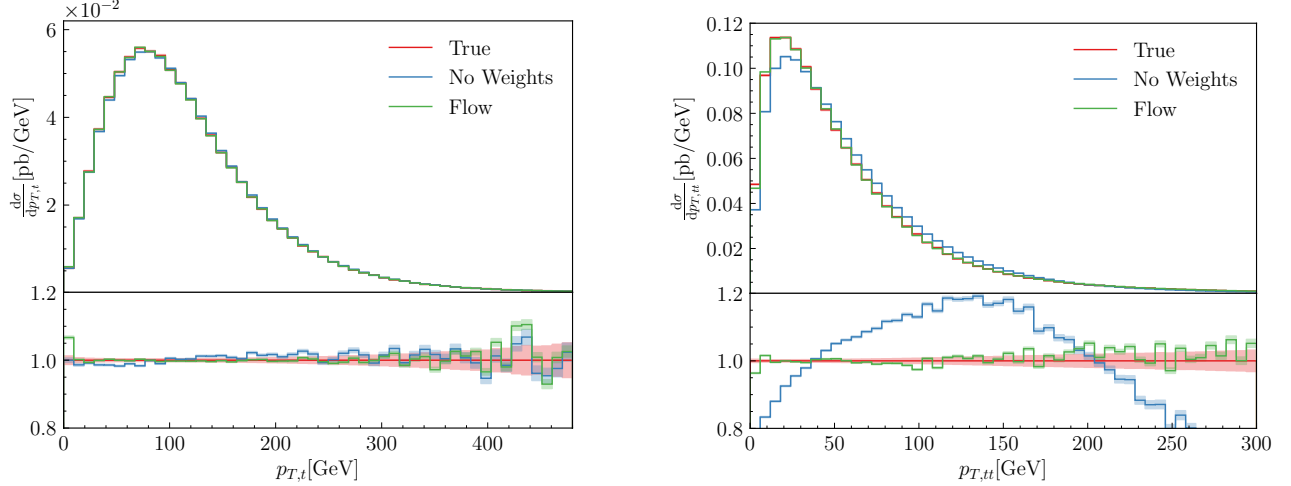 ×10⁻²
6
4
2
dσ/dp_{T,t} [pb/GeV]
True
No Weights
Flow
1.2
1.0
0.8
0 100 200 300 400
p_{T,t}[GeV]
0.12
0.10
0.08
0.06
0.04
0.02
dσ/dp_{T,tt} [pb/GeV]
True
No Weights
Flow
1.2
1.0
0.8
0 50 100 150 200 250 300
p_{T,tt}[GeV]